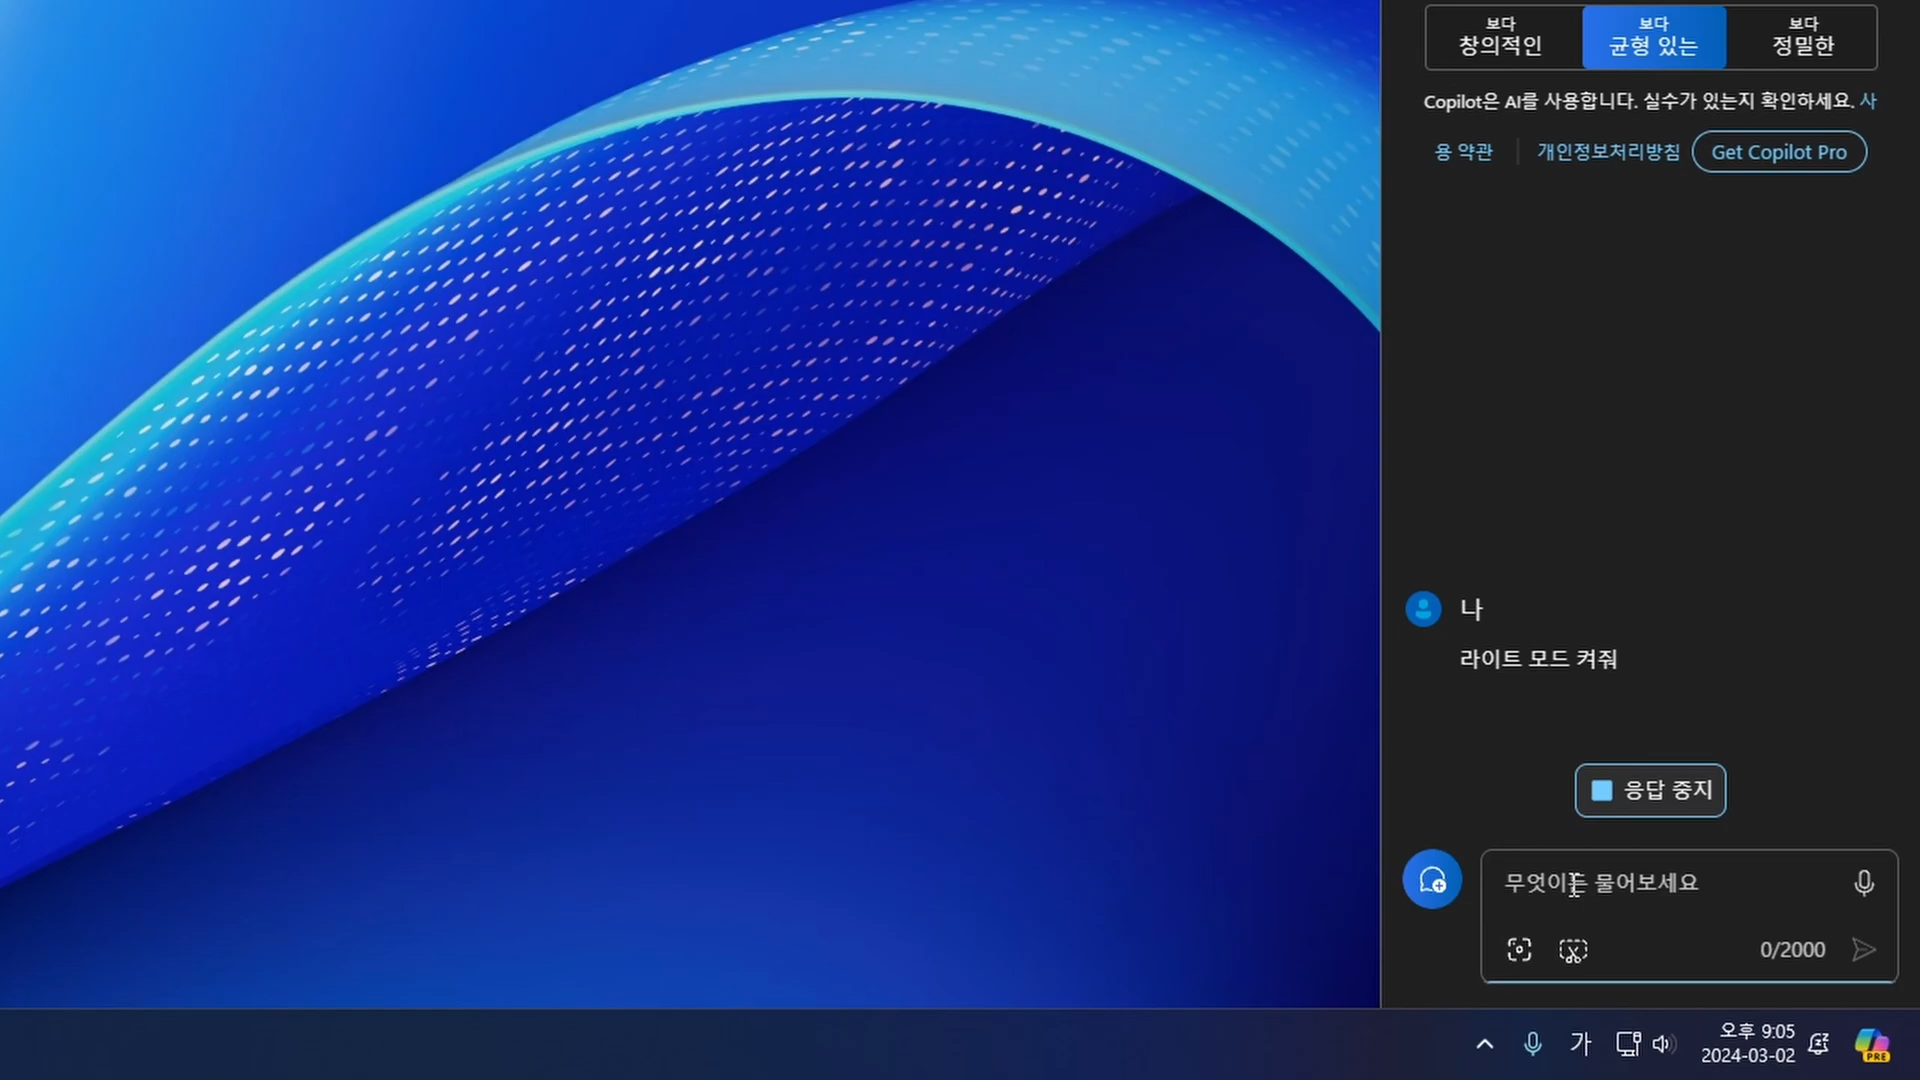 보다
창의적인
보다
균형 있는
보다
정밀한
Copilot은 AI를 사용합니다. 실수가 있는지 확인하세요. 사
용 약관 개인정보처리방침 Get Copilot Pro
나
라이트 모드 켜줘
응답 중지
무엇이든 물어보세요
0/2000
가
오후 9:05
2024-03-02
PRE